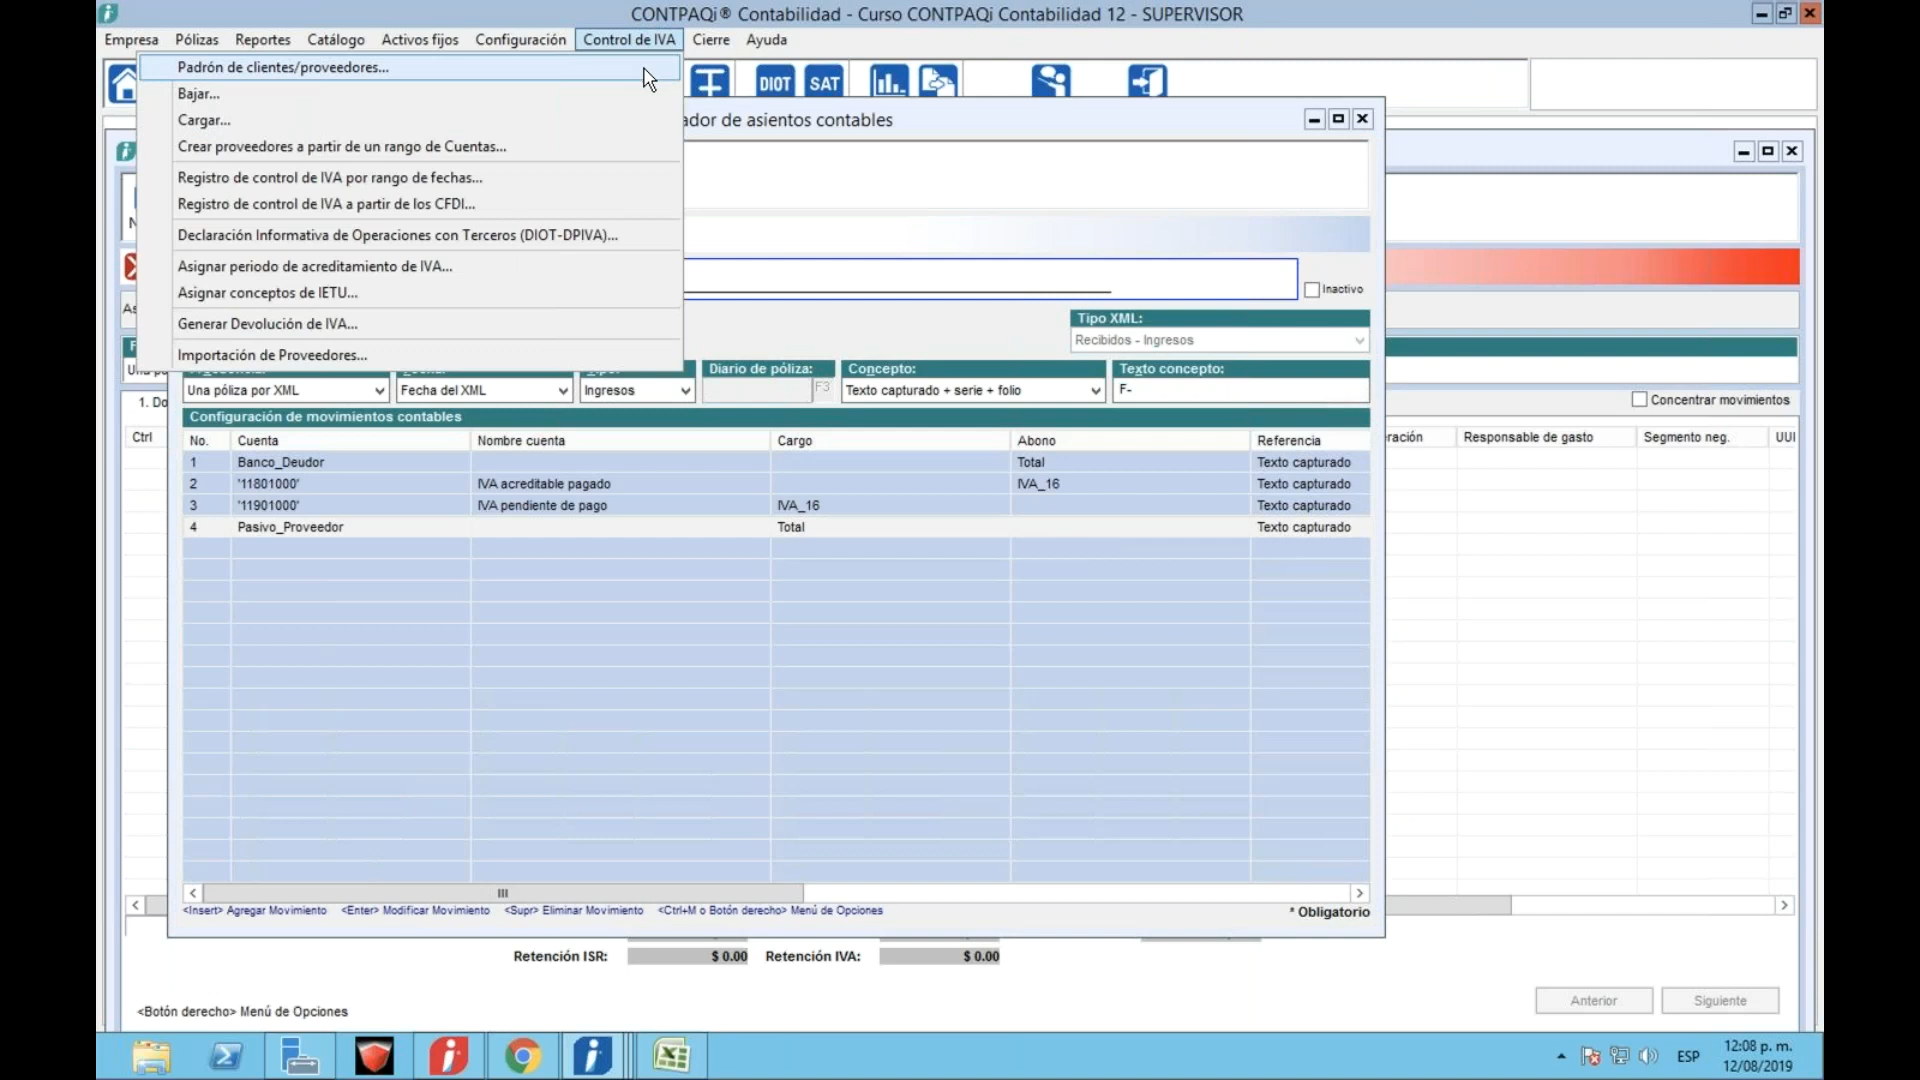 CONTPAQi® Contabilidad - Curso CONTPAQi Contabilidad 12 - SUPERVISOR
Empresa Pólizas Reportes Catálogo Activos fijos Configuración Control de IVA Cierre Ayuda
Padrón de clientes/proveedores...
Bajar...
Cargar...
Crear proveedores a partir de un rango de Cuentas...
Registro de control de IVA por rango de fechas...
Registro de control de IVA a partir de los CFDI...
Declaración Informativa de Operaciones con Terceros (DIOT-DPIVA)...
Asignar periodo de acreditamiento de IVA...
Asignar conceptos de IETU...
Generar Devolución de IVA...
Importación de Proveedores...
DIOT SAT
ador de asientos contables
Inactivo
Tipo XML:
Recibidos - Ingresos
Diario de póliza: Concepto: Texto concepto:
Una póliza por XML Fecha del XML Ingresos F3 Texto capturado + serie + folio F-
Concentrar movimientos
1. Do
Configuración de movimientos contables
Ctrl
ración Responsable de gasto Segmento neg. UUI
No. Cuenta Nombre cuenta Cargo Abono Referencia
1 Banco_Deudor Total Texto capturado
2 '11801000' IVA acreditable pagado IVA_16 Texto capturado
3 '11901000' IVA pendiente de pago IVA_16 Texto capturado
4 Pasivo_Proveedor Total Texto capturado
<Insert> Agregar Movimiento <Enter> Modificar Movimiento <Supr> Eliminar Movimiento <Ctrl+M o Botón derecho> Menú de Opciones
* Obligatorio
Retención ISR: $ 0.00 Retención IVA: $ 0.00
Anterior Siguiente
<Botón derecho> Menú de Opciones
ESP
12:08 p. m.
12/08/2019